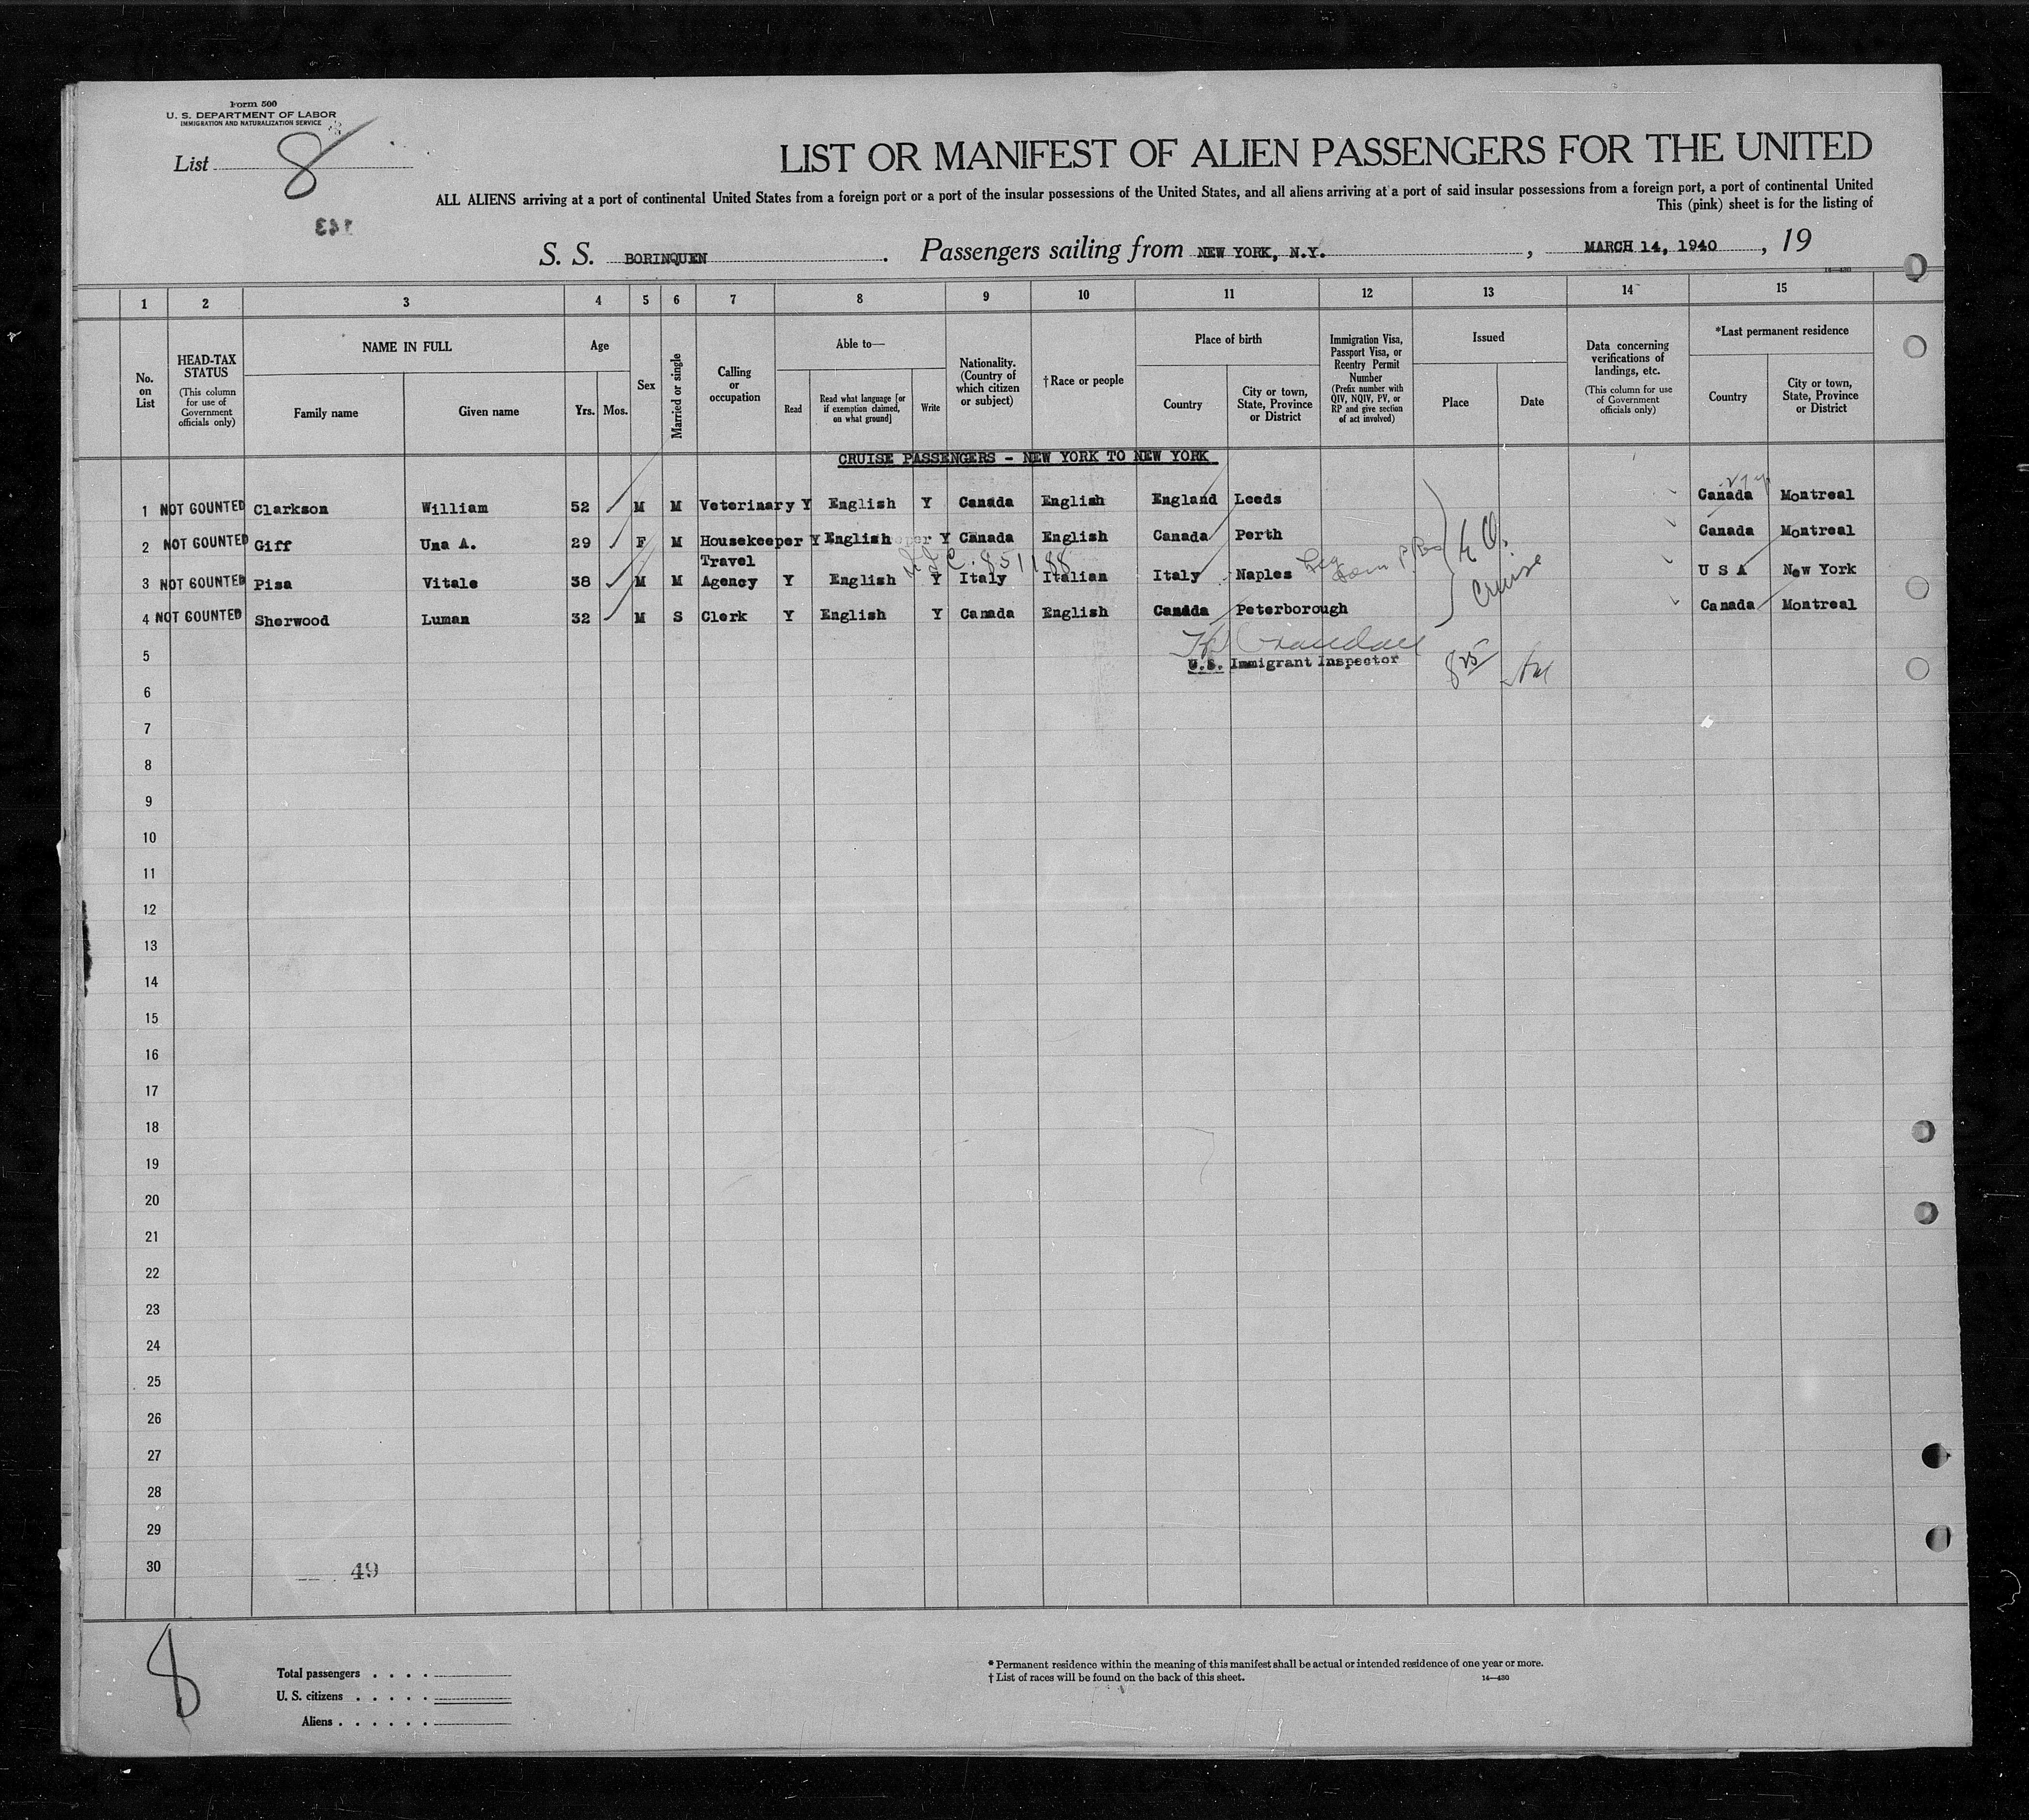 Form 500
U. S. DEPARTMENT OF LABOR
IMMIGRATION AND NATURALIZATION SERVICE
List 8
LIST OR MANIFEST OF ALIEN PASSENGERS FOR THE UNITED
ALL ALIENS arriving at a port of continental United States from a foreign port or a port of the insular possessions of the United States, and all aliens arriving at a port of said insular possessions from a foreign port, a port of continental United
This (pink) sheet is for the listing of
143
S. S. BORINQUEN . Passengers sailing from NEW YORK, N.Y. , MARCH 14, 1940 , 19
14—430
1 2 3 4 5 6 7 8 9 10 11 12 13 14 15
No. on List
HEAD-TAX STATUS (This column for use of Government officials only)
NAME IN FULL
Family name
Given name
Age
Yrs. Mos.
Sex
Married or single
Calling or occupation
Able to—
Read
Read what language [or if exemption claimed, on what ground]
Write
Nationality. (Country of which citizen or subject)
† Race or people
Place of birth
Country
City or town, State, Province or District
Immigration Visa, Passport Visa, or Reentry Permit Number (Prefix number with QIV, NQIV, PV, or RP and give section of act involved)
Issued
Place
Date
Data concerning verifications of landings, etc. (This column for use of Government officials only)
*Last permanent residence
Country
City or town, State, Province or District
CRUISE PASSENGERS - NEW YORK TO NEW YORK
1 NOT COUNTED Clarkson William 52 M M Veterinary Y English Y Canada English England Leeds Canada Montreal
2 NOT COUNTED Giff Una A. 29 F M Housekeeper Y English Y Canada English Canada Perth Canada Montreal
C. 851188
3 NOT COUNTED Pisa Vitale 38 M M Travel Agency Y English Y Italy Italian Italy Naples U S A New York
Cruise
4 NOT COUNTED Sherwood Luman 32 M S Clerk Y English Y Canada English Canada Peterborough Canada Montreal
5 U.S. Immigrant Inspector 825 AM
6
7
8
9
10
11
12
13
14
15
16
17
18
19
20
21
22
23
24
25
26
27
28
29
30 49
8
Total passengers . . . .
U. S. citizens . . . . .
Aliens . . . . . .
* Permanent residence within the meaning of this manifest shall be actual or intended residence of one year or more.
† List of races will be found on the back of this sheet.
14—430